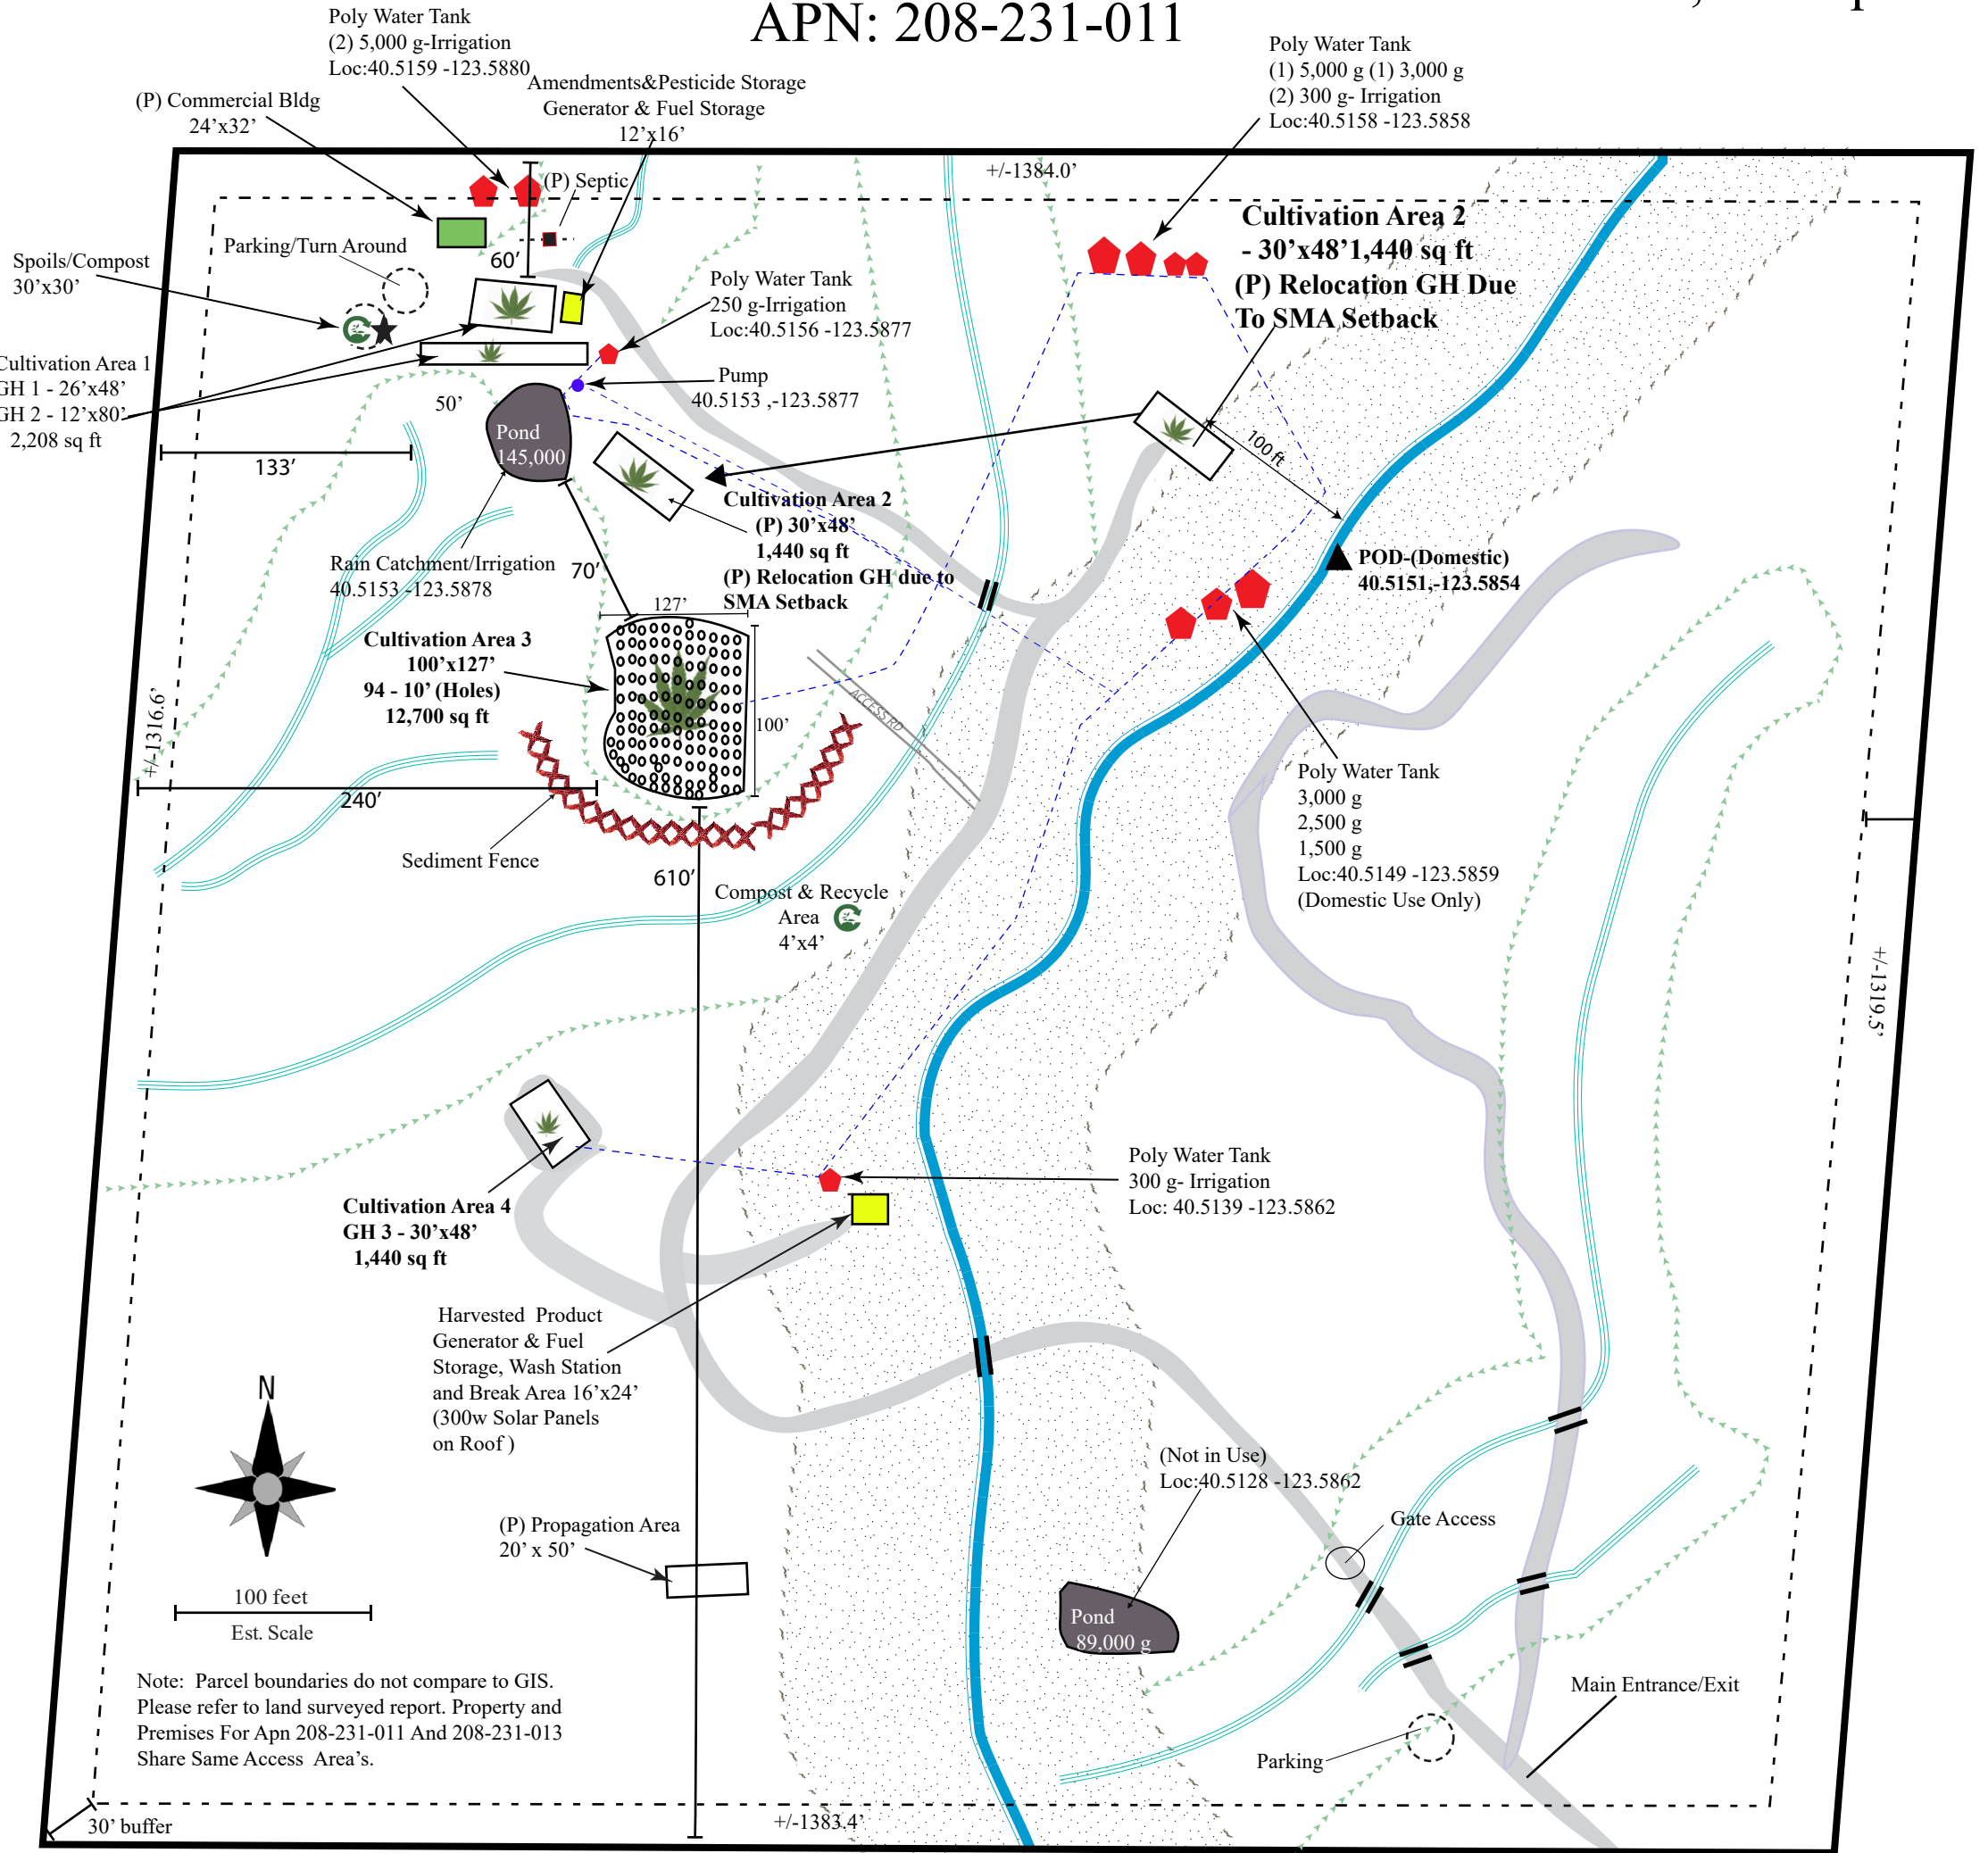 APN: 208-231-011
Poly Water Tank
(2) 5,000 g-Irrigation
Loc:40.5159 -123.5880
Amendments&Pesticide Storage
Generator & Fuel Storage
12’x16’
(P) Commercial Bldg
24’x32’
Poly Water Tank
(1) 5,000 g (1) 3,000 g
(2) 300 g- Irrigation
Loc:40.5158 -123.5858
+/-1384.0’
(P) Septic
Cultivation Area 2
- 30’x48’1,440 sq ft
(P) Relocation GH Due
To SMA Setback
Parking/Turn Around
60’
Spoils/Compost
30’x30’
Poly Water Tank
250 g-Irrigation
Loc:40.5156 -123.5877
Cultivation Area 1
GH 1 - 26’x48’
GH 2 - 12’x80’
2,208 sq ft
Pump
40.5153 ,-123.5877
50’
Pond
145,000
133’
100 ft
Cultivation Area 2
(P) 30’x48’
1,440 sq ft
(P) Relocation GH due to
SMA Setback
Rain Catchment/Irrigation
40.5153 -123.5878
70’
POD-(Domestic)
40.5151,-123.5854
127’
Cultivation Area 3
100’x127’
94 - 10’ (Holes)
12,700 sq ft
100’
ACCESS RD
+/-1316.6’
240’
Sediment Fence
610’
Poly Water Tank
3,000 g
2,500 g
1,500 g
Loc:40.5149 -123.5859
(Domestic Use Only)
Compost & Recycle
Area
4’x4’
+/-1319.5’
Poly Water Tank
300 g- Irrigation
Loc: 40.5139 -123.5862
Cultivation Area 4
GH 3 - 30’x48’
1,440 sq ft
Harvested Product
Generator & Fuel
Storage, Wash Station
and Break Area 16’x24’
(300w Solar Panels
on Roof )
N
(Not in Use)
Loc:40.5128 -123.5862
Gate Access
(P) Propagation Area
20’ x 50’
100 feet
Est. Scale
Pond
89,000 g
Note: Parcel boundaries do not compare to GIS.
Please refer to land surveyed report. Property and
Premises For Apn 208-231-011 And 208-231-013
Share Same Access Area’s.
Main Entrance/Exit
Parking
30’ buffer
+/-1383.4’